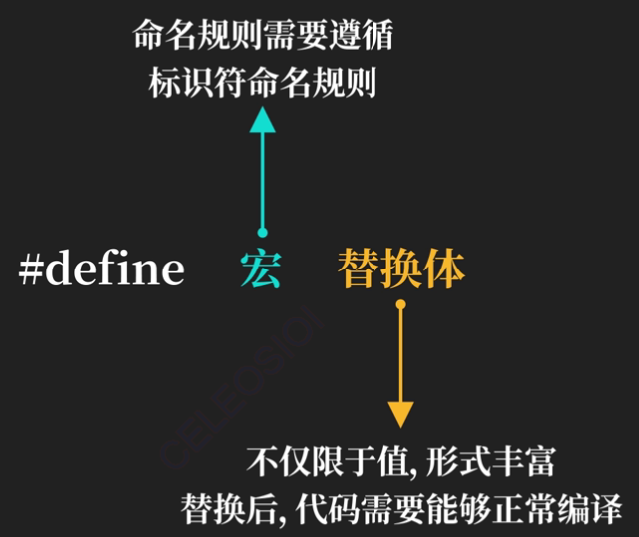 命名规则需要遵循
标识符命名规则
#define 宏 替换体
不仅限于值, 形式丰富
替换后, 代码需要能够正常编译